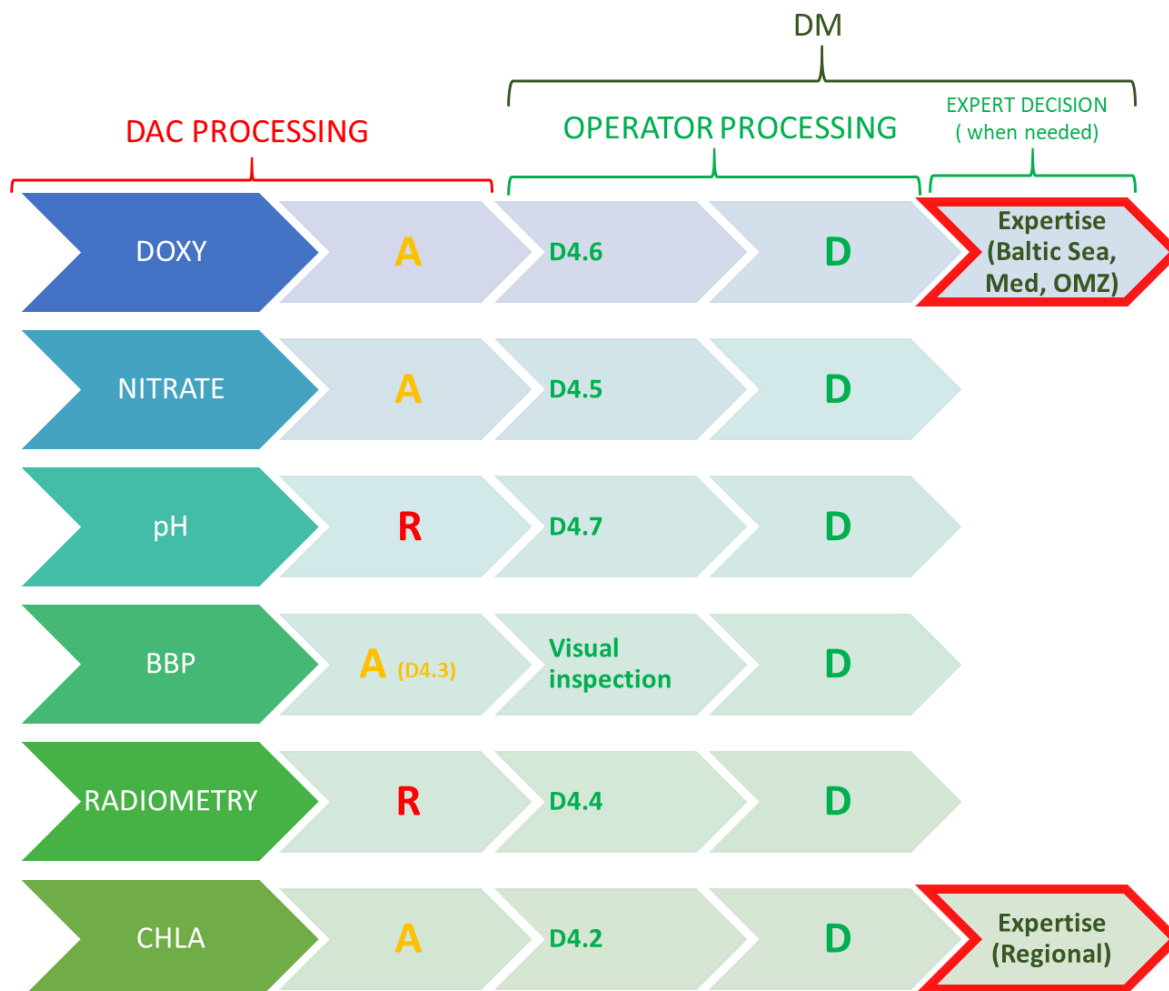 DM
DAC PROCESSING
OPERATOR PROCESSING
EXPERT DECISION
( when needed)
DOXY
A
D4.6
D
Expertise
(Baltic Sea,
Med, OMZ)
NITRATE
A
D4.5
D
pH
R
D4.7
D
BBP
A (D4.3)
Visual
inspection
D
RADIOMETRY
R
D4.4
D
CHLA
A
D4.2
D
Expertise
(Regional)